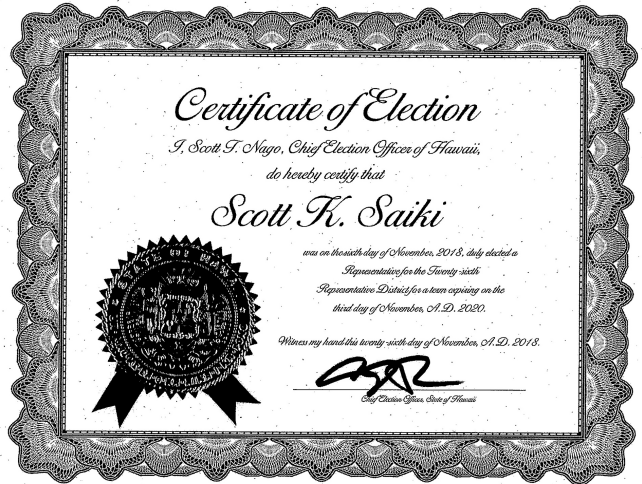 Certificate of Election
I, Scott T. Nago, Chief Election Officer of Hawaii,
do hereby certify that
Scott K. Saiki
was on the sixth day of November, 2018, duly elected a
Representative for the Twenty-sixth
Representative District for a term expiring on the
third day of November, A.D. 2020.
Witness my hand this twenty-sixth day of November, A.D. 2018.
Chief Election Officer, State of Hawaii
STATE OF